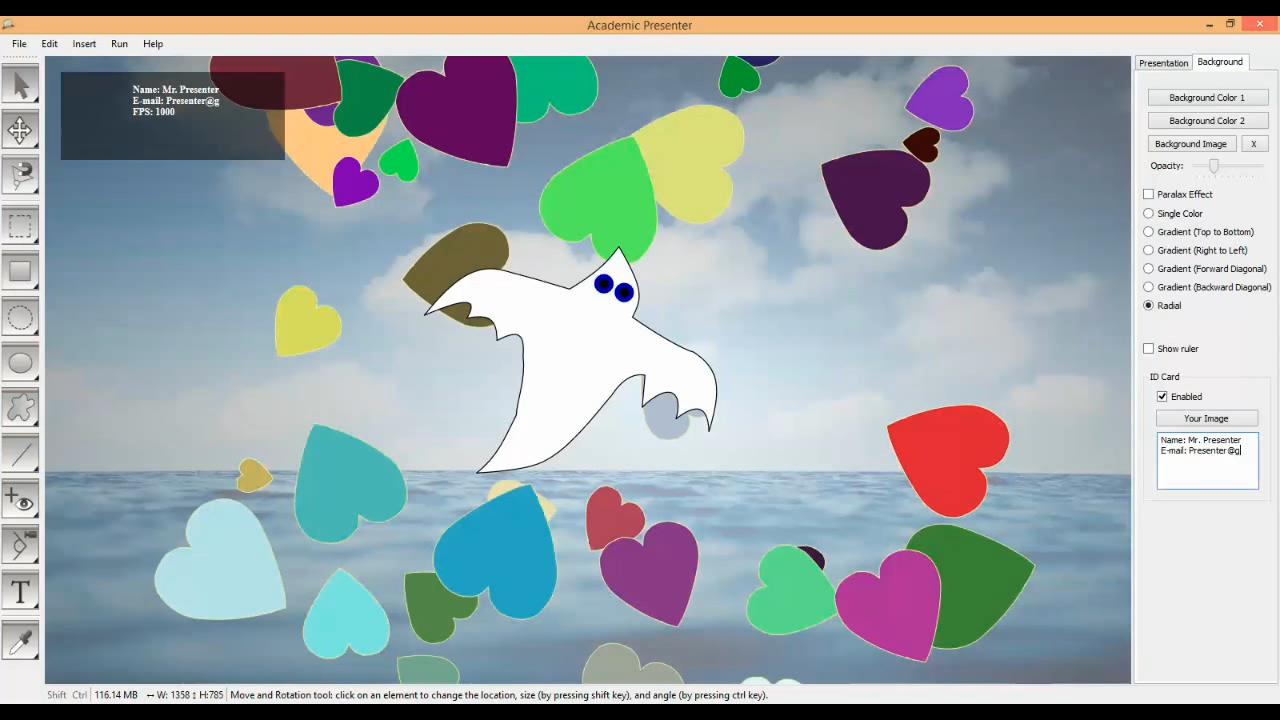 Academic Presenter
File Edit Insert Run Help
Presentation Background
Name: Mr. Presenter
E-mail: Presenter@g
FPS: 1000
Background Color 1
Background Color 2
Background Image X
Opacity:
Paralax Effect
Single Color
Gradient (Top to Bottom)
Gradient (Right to Left)
Gradient (Forward Diagonal)
Gradient (Backward Diagonal)
Radial
Show ruler
ID Card
Enabled
Your Image
Name: Mr. Presenter
E-mail: Presenter@g
T
Shift Ctrl 116.14 MB ↔ W: 1358 ↕ H:785 Move and Rotation tool: click on an element to change the location, size (by pressing shift key), and angle (by pressing ctrl key).